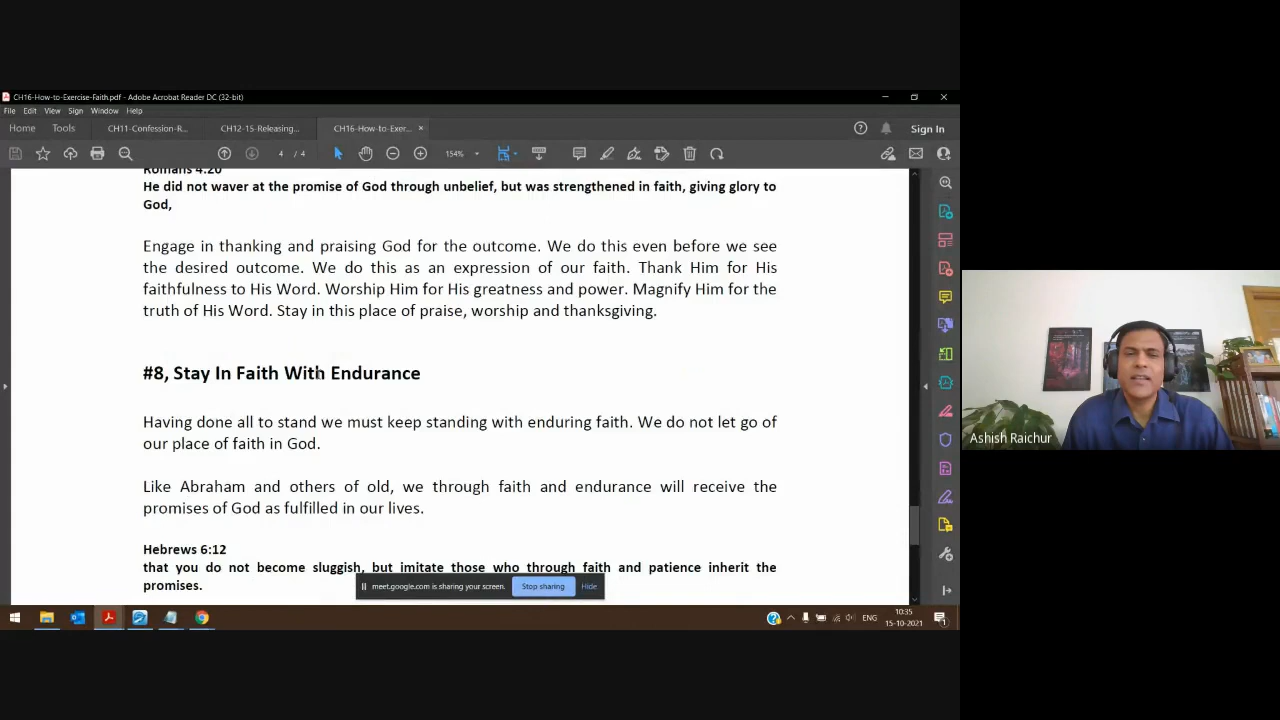 CH16-How-to-Exercise-Faith.pdf - Adobe Acrobat Reader DC (32-bit)
File Edit View Sign Window Help
Home Tools CH11-Confession-R... CH12-15-Releasing... CH16-How-to-Exer... × Sign In
4 / 4 154%
Romans 4:20
He did not waver at the promise of God through unbelief, but was strengthened in faith, giving glory to
God,
Engage in thanking and praising God for the outcome. We do this even before we see
the desired outcome. We do this as an expression of our faith. Thank Him for His
faithfulness to His Word. Worship Him for His greatness and power. Magnify Him for the
truth of His Word. Stay in this place of praise, worship and thanksgiving.
#8, Stay In Faith With Endurance
Having done all to stand we must keep standing with enduring faith. We do not let go of
our place of faith in God.
Like Abraham and others of old, we through faith and endurance will receive the
promises of God as fulfilled in our lives.
Hebrews 6:12
that you do not become sluggish, but imitate those who through faith and patience inherit the
promises.
meet.google.com is sharing your screen. Stop sharing Hide
ENG
10:35
15-10-2021
Ashish Raichur